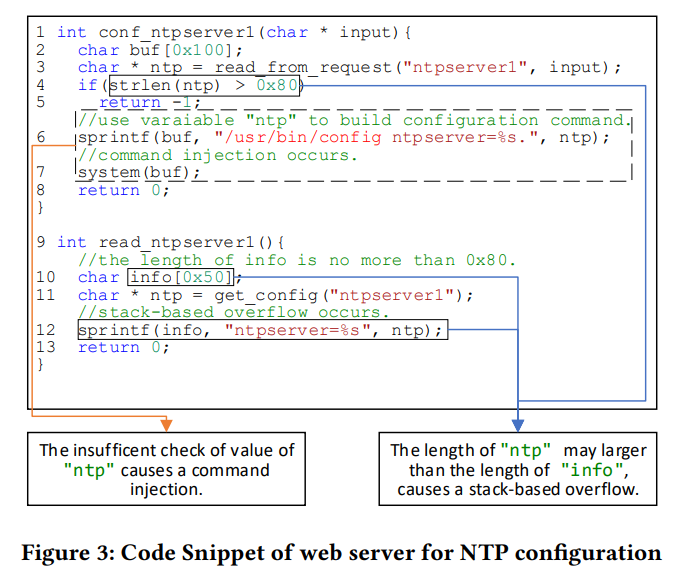 1 int conf_ntpserver1(char * input){
2 char buf[0x100];
3 char * ntp = read_from_request("ntpserver1", input);
4 if(strlen(ntp) > 0x80)
5 return -1;
//use varaiable "ntp" to build configuration command.
6 sprintf(buf, "/usr/bin/config ntpserver=%s.", ntp);
//command injection occurs.
7 system(buf);
8 return 0;
}
9 int read_ntpserver1(){
//the length of info is no more than 0x80.
10 char info[0x50];
11 char * ntp = get_config("ntpserver1");
//stack-based overflow occurs.
12 sprintf(info, "ntpserver=%s", ntp);
13 return 0;
}
The insufficent check of value of
"ntp" causes a command
injection.
The length of "ntp" may larger
than the length of "info",
causes a stack-based overflow.
Figure 3: Code Snippet of web server for NTP configuration